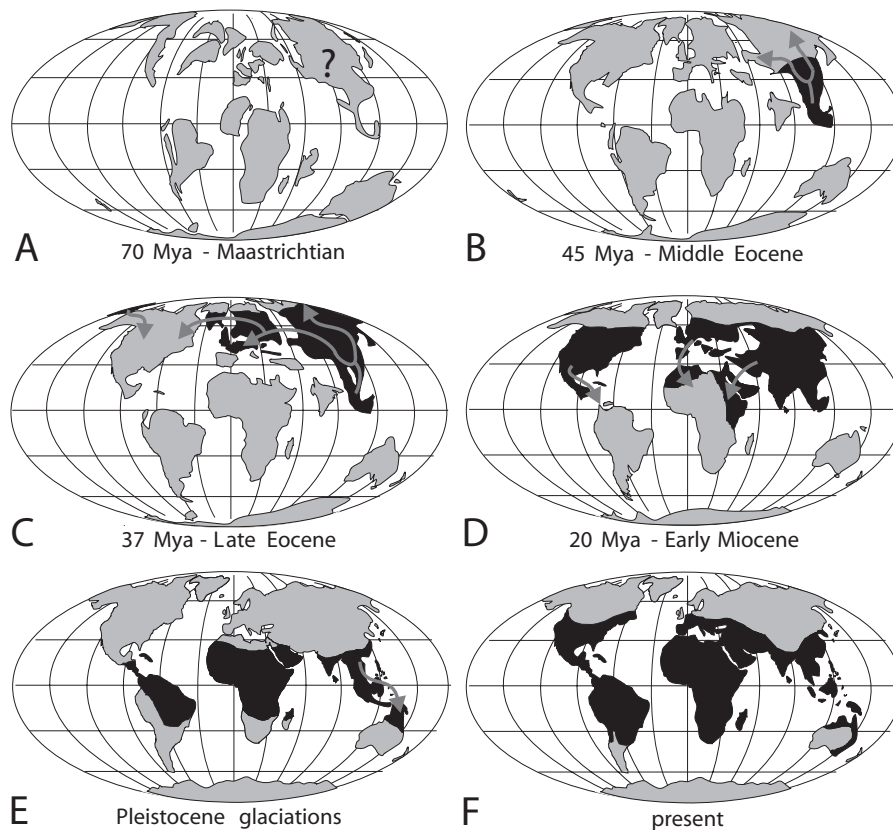 ?
A
70 Mya - Maastrichtian
B
45 Mya - Middle Eocene
C
37 Mya - Late Eocene
D
20 Mya - Early Miocene
E
Pleistocene glaciations
F
present